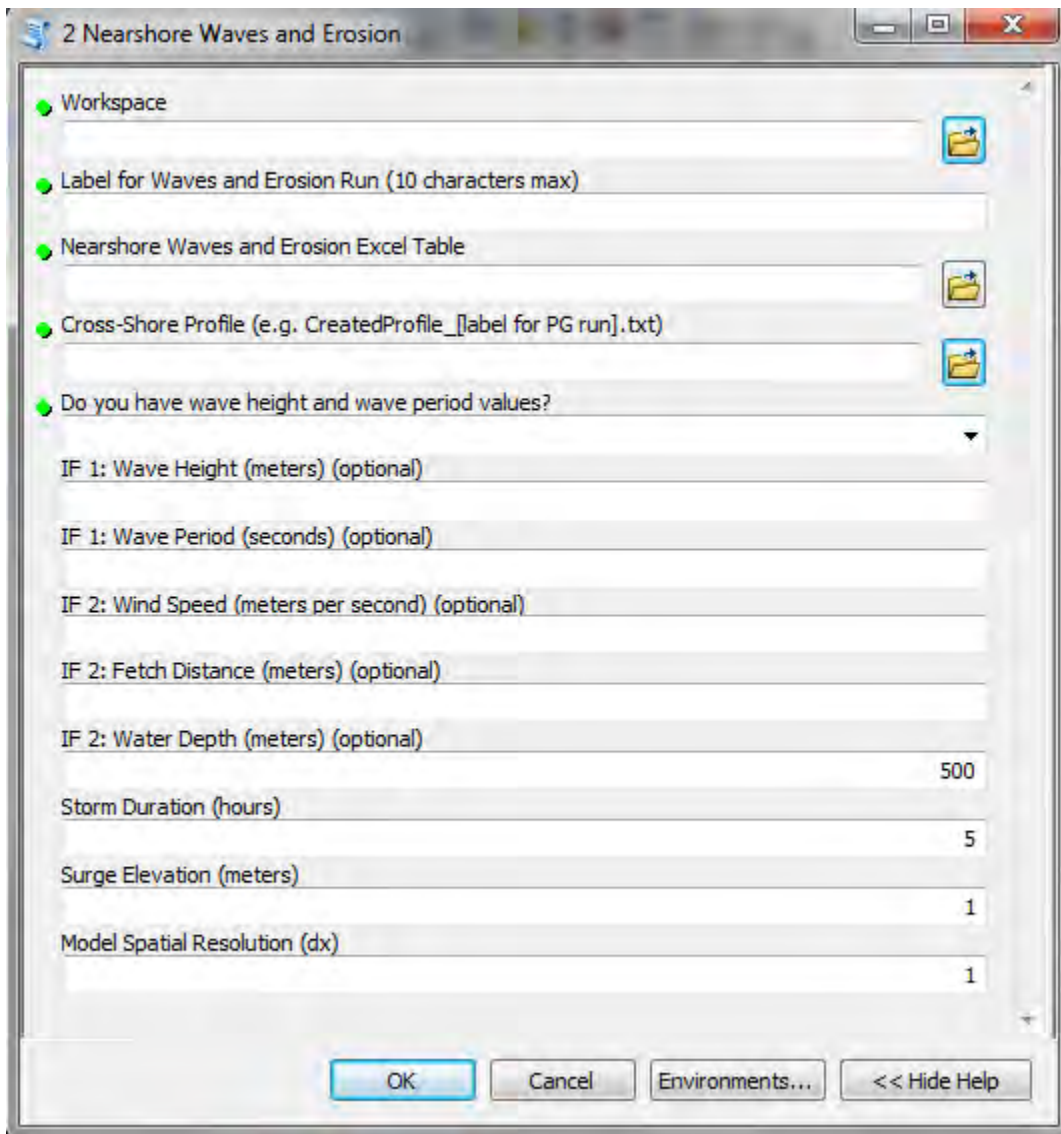 2 Nearshore Waves and Erosion
Workspace
Label for Waves and Erosion Run (10 characters max)
Nearshore Waves and Erosion Excel Table
Cross-Shore Profile (e.g. CreatedProfile_[label for PG run].txt)
Do you have wave height and wave period values?
IF 1: Wave Height (meters) (optional)
IF 1: Wave Period (seconds) (optional)
IF 2: Wind Speed (meters per second) (optional)
IF 2: Fetch Distance (meters) (optional)
IF 2: Water Depth (meters) (optional)
500
Storm Duration (hours)
5
Surge Elevation (meters)
1
Model Spatial Resolution (dx)
1
OK Cancel Environments... << Hide Help